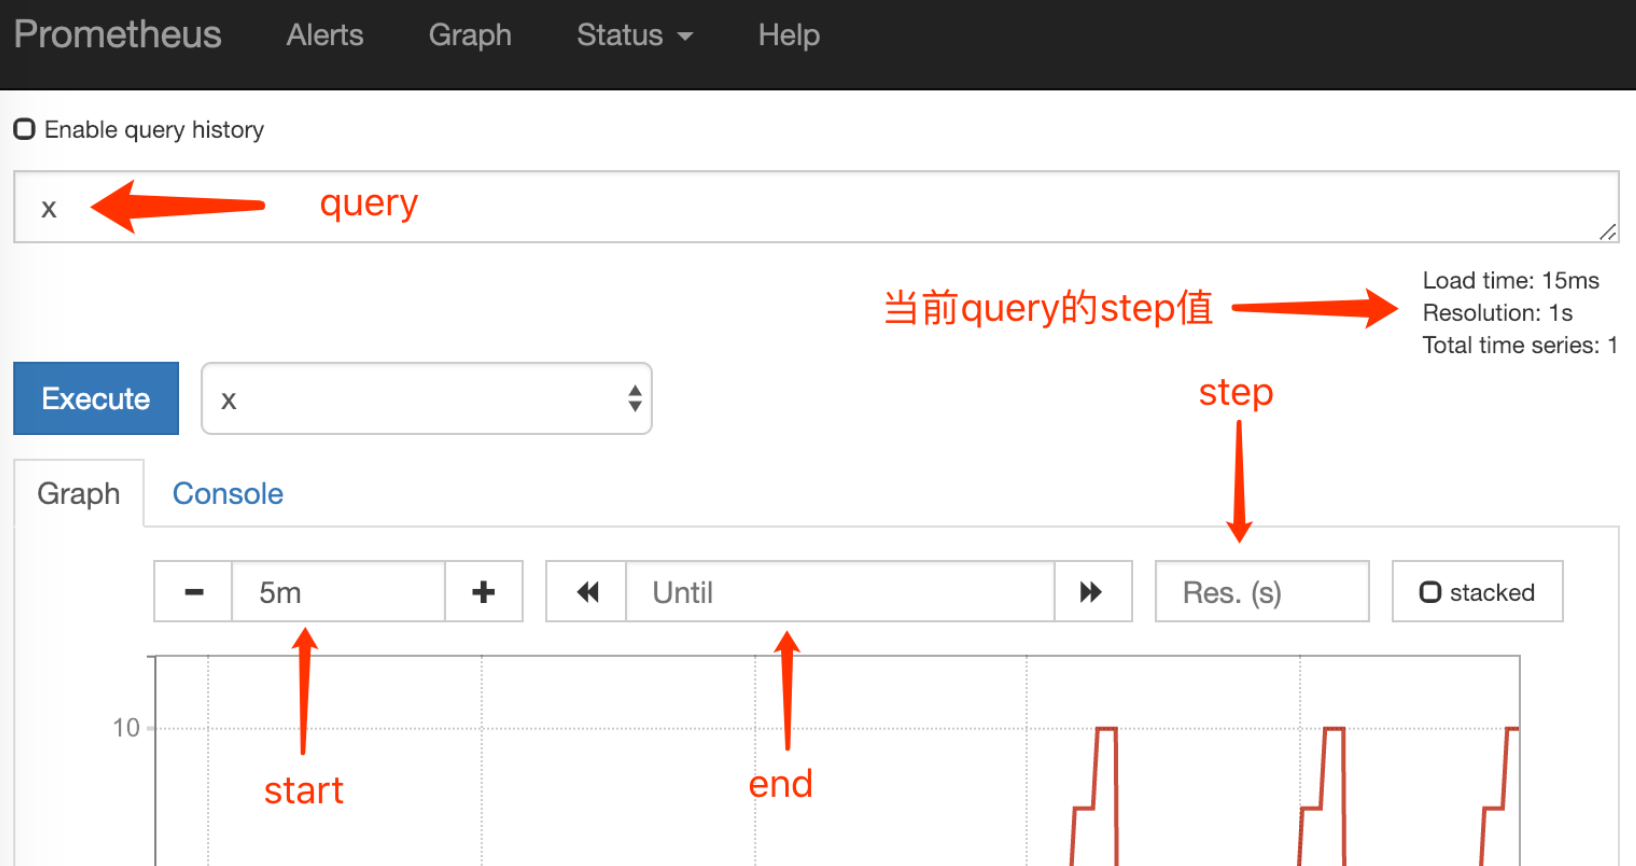 Prometheus Alerts Graph Status Help
Enable query history
x query
Load time: 15ms
当前query的step值 Resolution: 1s
Total time series: 1
Execute x
step
Graph Console
5m Until Res. (s) stacked
10
start end